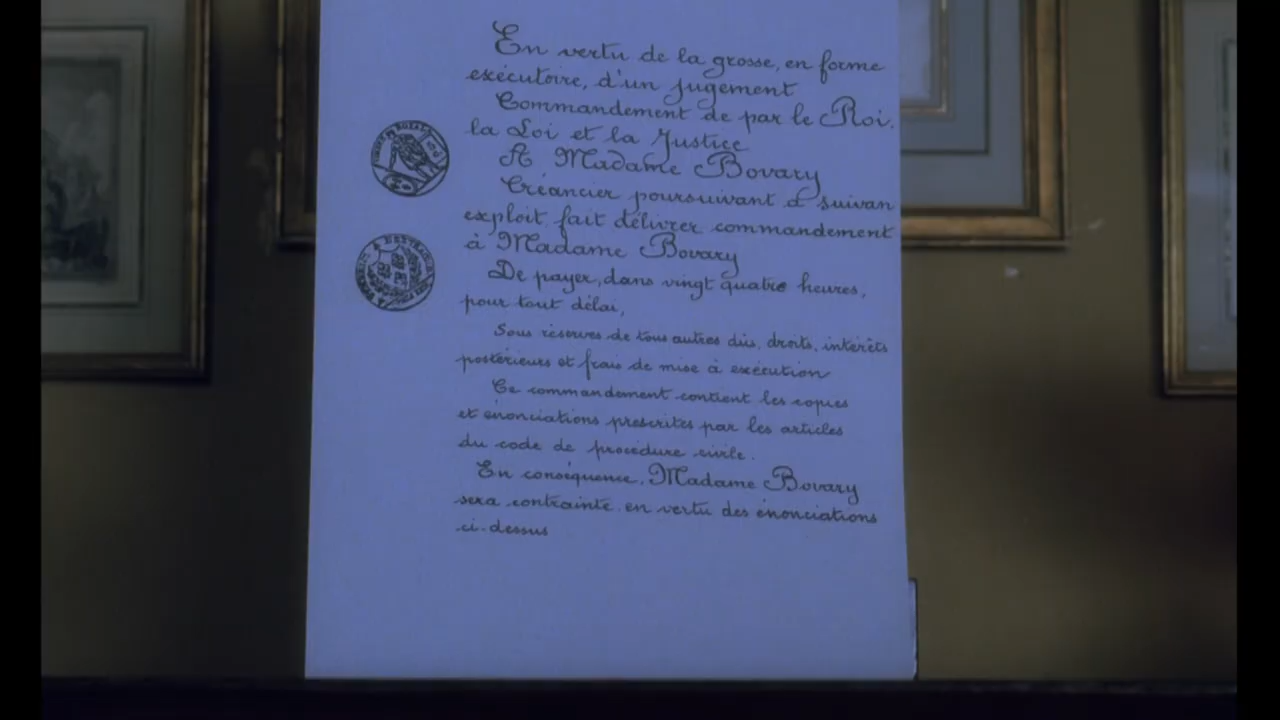 En vertu de la grosse, en forme
exécutoire, d'un jugement
Commandement de par le Roi,
la Loi et la Justice
A Madame Bovary
Créancier poursuivant à suivan
exploit fait délivrer commandement
à Madame Bovary
De payer, dans vingt quatre heures,
pour tout délai,
Sous réserves de tous autres dûs, droits, intérêts
postérieurs et frais de mise à exécution
Ce commandement contient les copies
et énonciations prescrites par les articles
du code de procédure civile.
En conséquence, Madame Bovary
sera contrainte en vertu des énonciations
ci-dessus